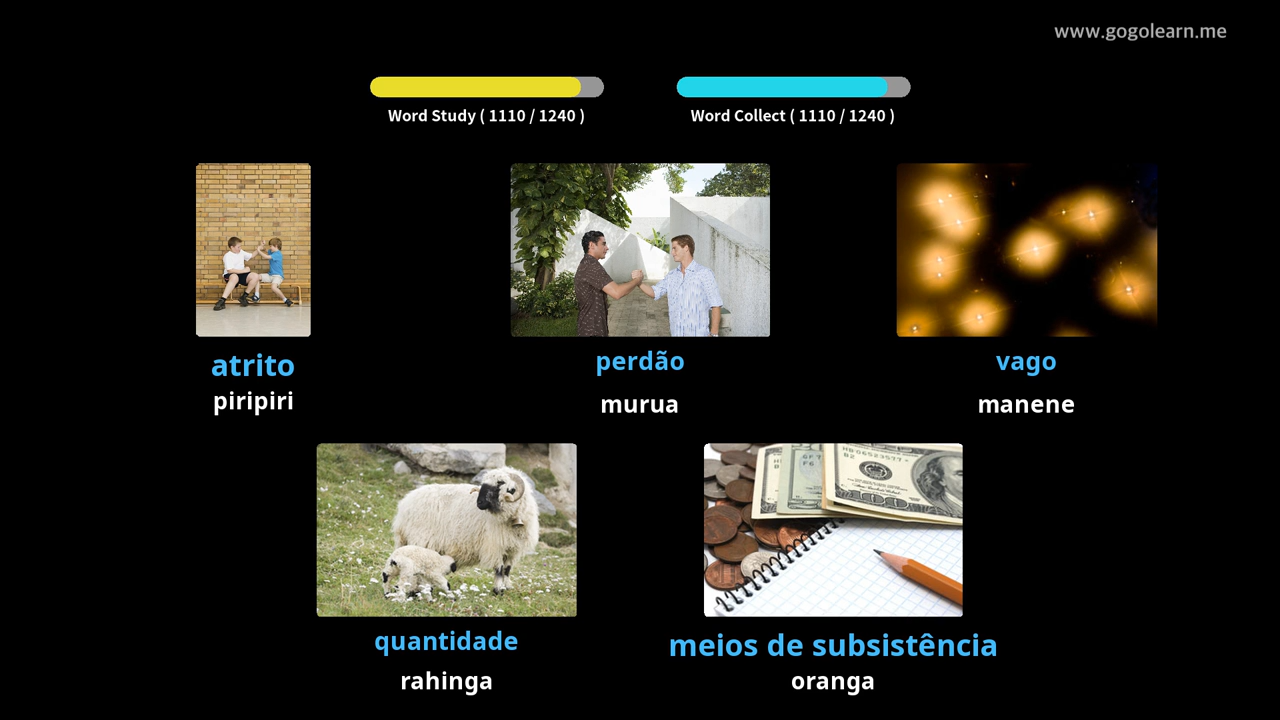 www.gogolearn.me
Word Study ( 1110 / 1240 )
Word Collect ( 1110 / 1240 )
atrito
piripiri
perdão
murua
vago
manene
quantidade
rahinga
meios de subsistência
oranga